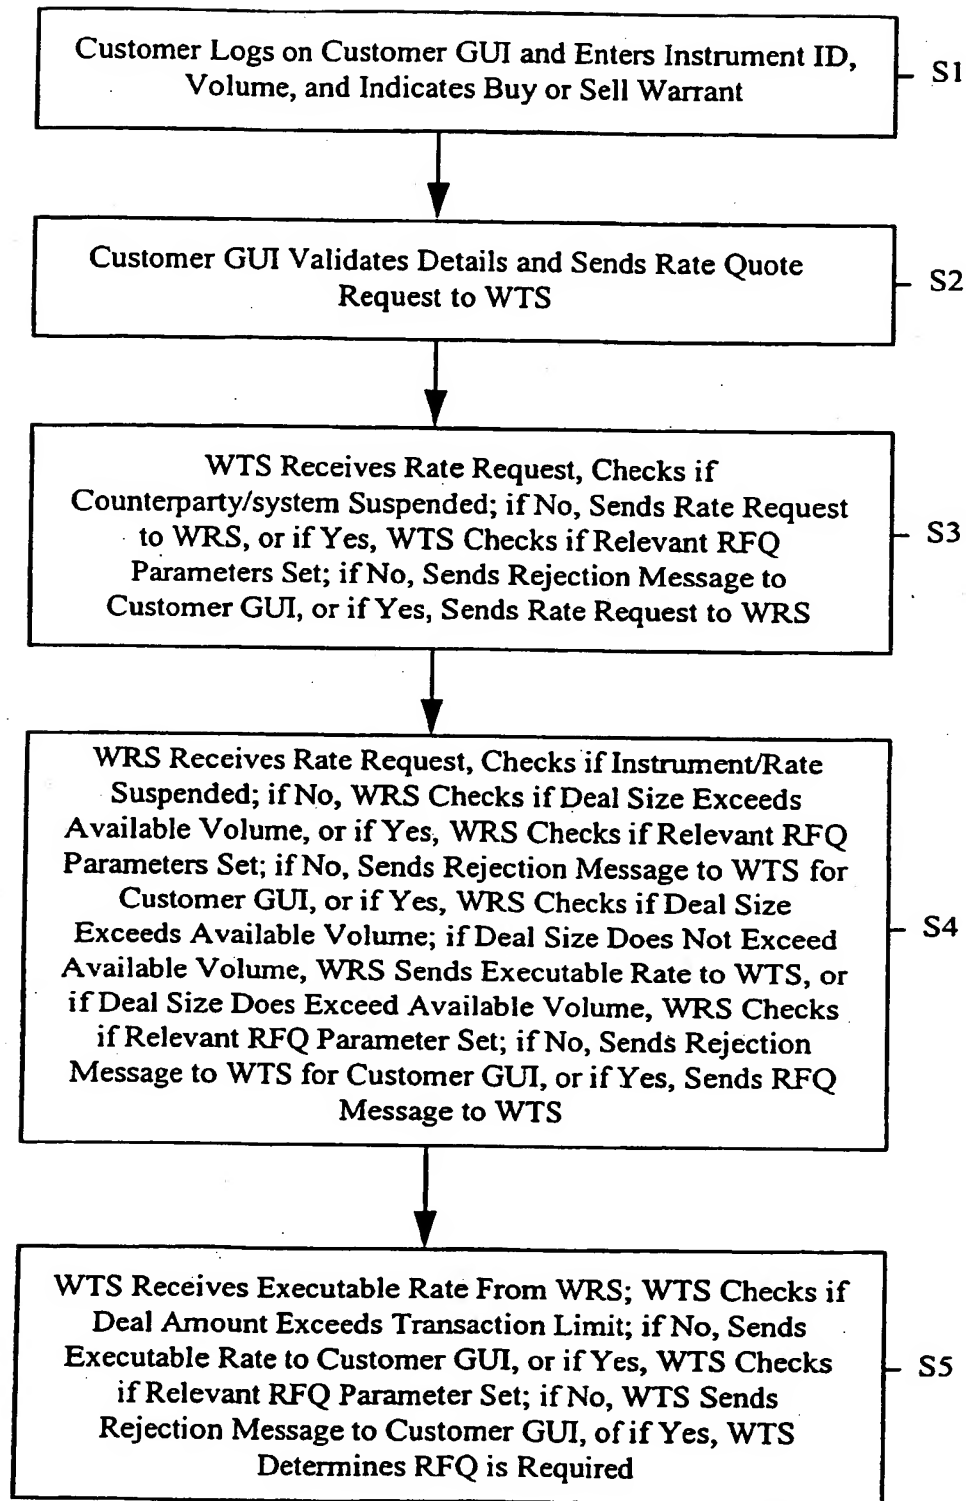 Customer Logs on Customer GUI and Enters Instrument ID,
Volume, and Indicates Buy or Sell Warrant
S1
Customer GUI Validates Details and Sends Rate Quote
Request to WTS
S2
WTS Receives Rate Request, Checks if
Counterparty/system Suspended; if No, Sends Rate Request
to WRS, or if Yes, WTS Checks if Relevant RFQ
Parameters Set; if No, Sends Rejection Message to
Customer GUI, or if Yes, Sends Rate Request to WRS
S3
WRS Receives Rate Request, Checks if Instrument/Rate
Suspended; if No, WRS Checks if Deal Size Exceeds
Available Volume, or if Yes, WRS Checks if Relevant RFQ
Parameters Set; if No, Sends Rejection Message to WTS for
Customer GUI, or if Yes, WRS Checks if Deal Size
Exceeds Available Volume; if Deal Size Does Not Exceed
Available Volume, WRS Sends Executable Rate to WTS, or
if Deal Size Does Exceed Available Volume, WRS Checks
if Relevant RFQ Parameter Set; if No, Sends Rejection
Message to WTS for Customer GUI, or if Yes, Sends RFQ
Message to WTS
S4
WTS Receives Executable Rate From WRS; WTS Checks if
Deal Amount Exceeds Transaction Limit; if No, Sends
Executable Rate to Customer GUI, or if Yes, WTS Checks
if Relevant RFQ Parameter Set; if No, WTS Sends
Rejection Message to Customer GUI, of if Yes, WTS
Determines RFQ is Required
S5